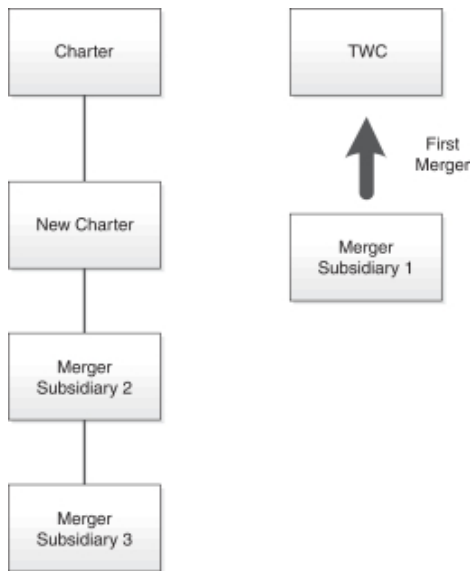 Charter
TWC
First
Merger
New Charter
Merger
Subsidiary 1
Merger
Subsidiary 2
Merger
Subsidiary 3